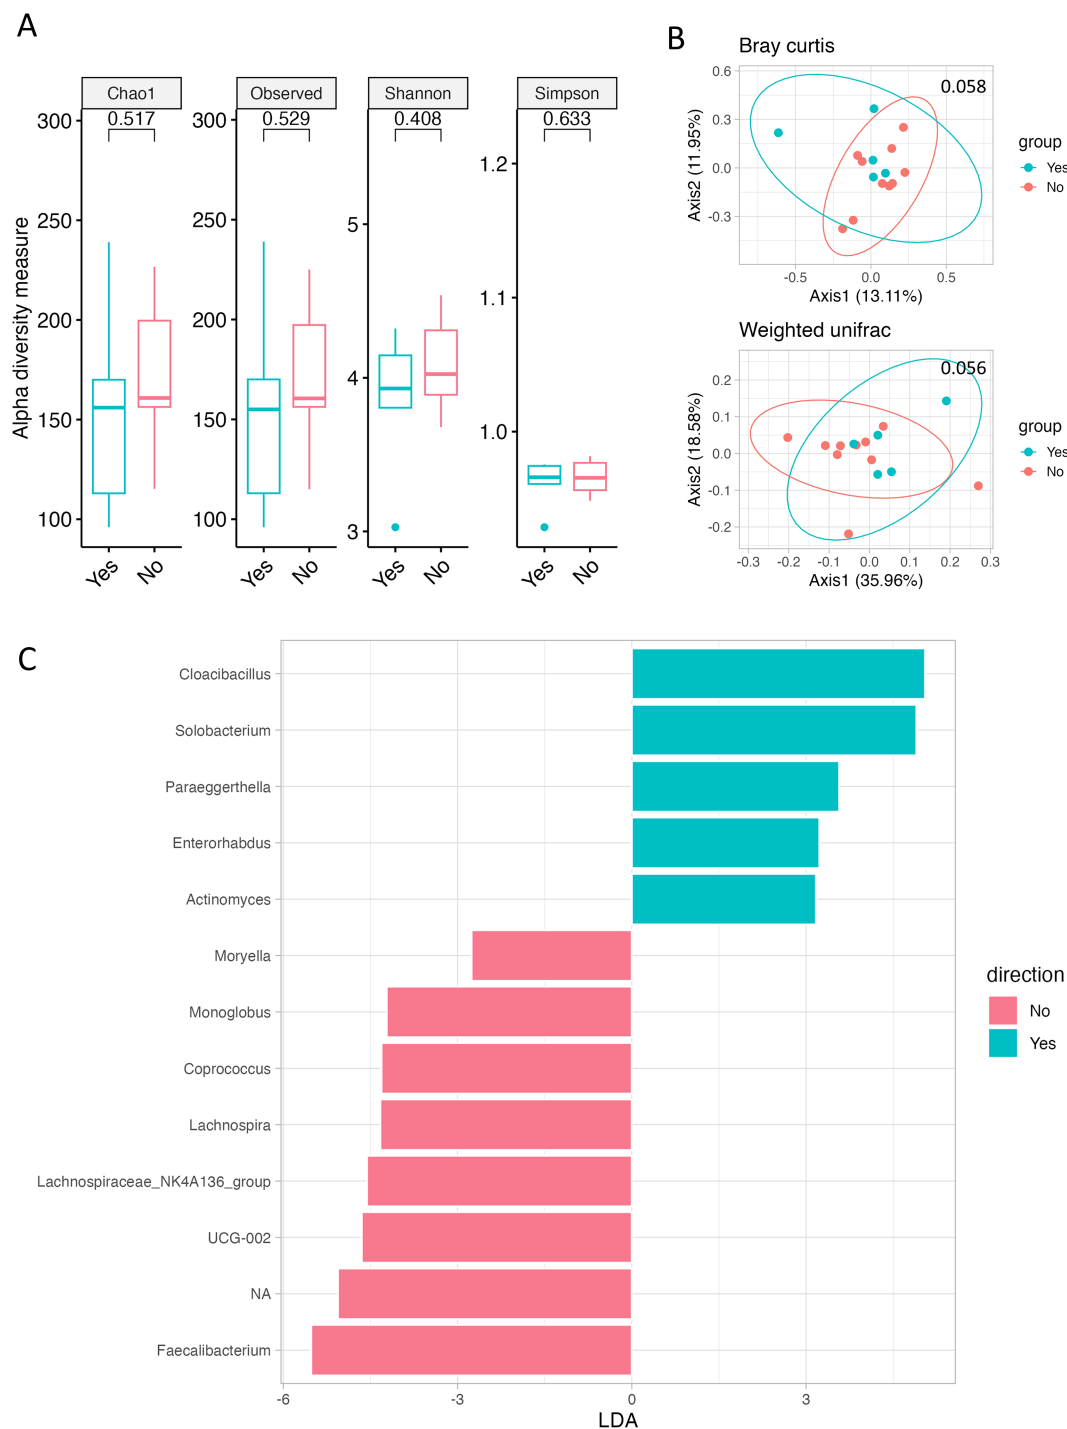 A
Chao1
Observed
Shannon
Simpson
0.517
0.529
0.408
0.633
Alpha diversity measure
300
250
200
150
100
300
250
200
150
100
5
4
3
1.2
1.1
1.0
Yes
No
Yes
No
Yes
No
Yes
No
B
Bray curtis
0.058
Axis2 (11.95%)
0.6
0.3
0.0
-0.3
-0.5
0.0
0.5
Axis1 (13.11%)
group
Yes
No
Weighted unifrac
0.056
Axis2 (18.58%)
0.2
0.1
0.0
-0.1
-0.2
-0.3
-0.2
-0.1
0.0
0.1
0.2
0.3
Axis1 (35.96%)
group
Yes
No
C
Cloacibacillus
Solobacterium
Paraeggerthella
Enterorhabdus
Actinomyces
Moryella
Monoglobus
Coprococcus
Lachnospira
Lachnospiraceae_NK4A136_group
UCG-002
NA
Faecalibacterium
-6
-3
0
3
LDA
direction
No
Yes